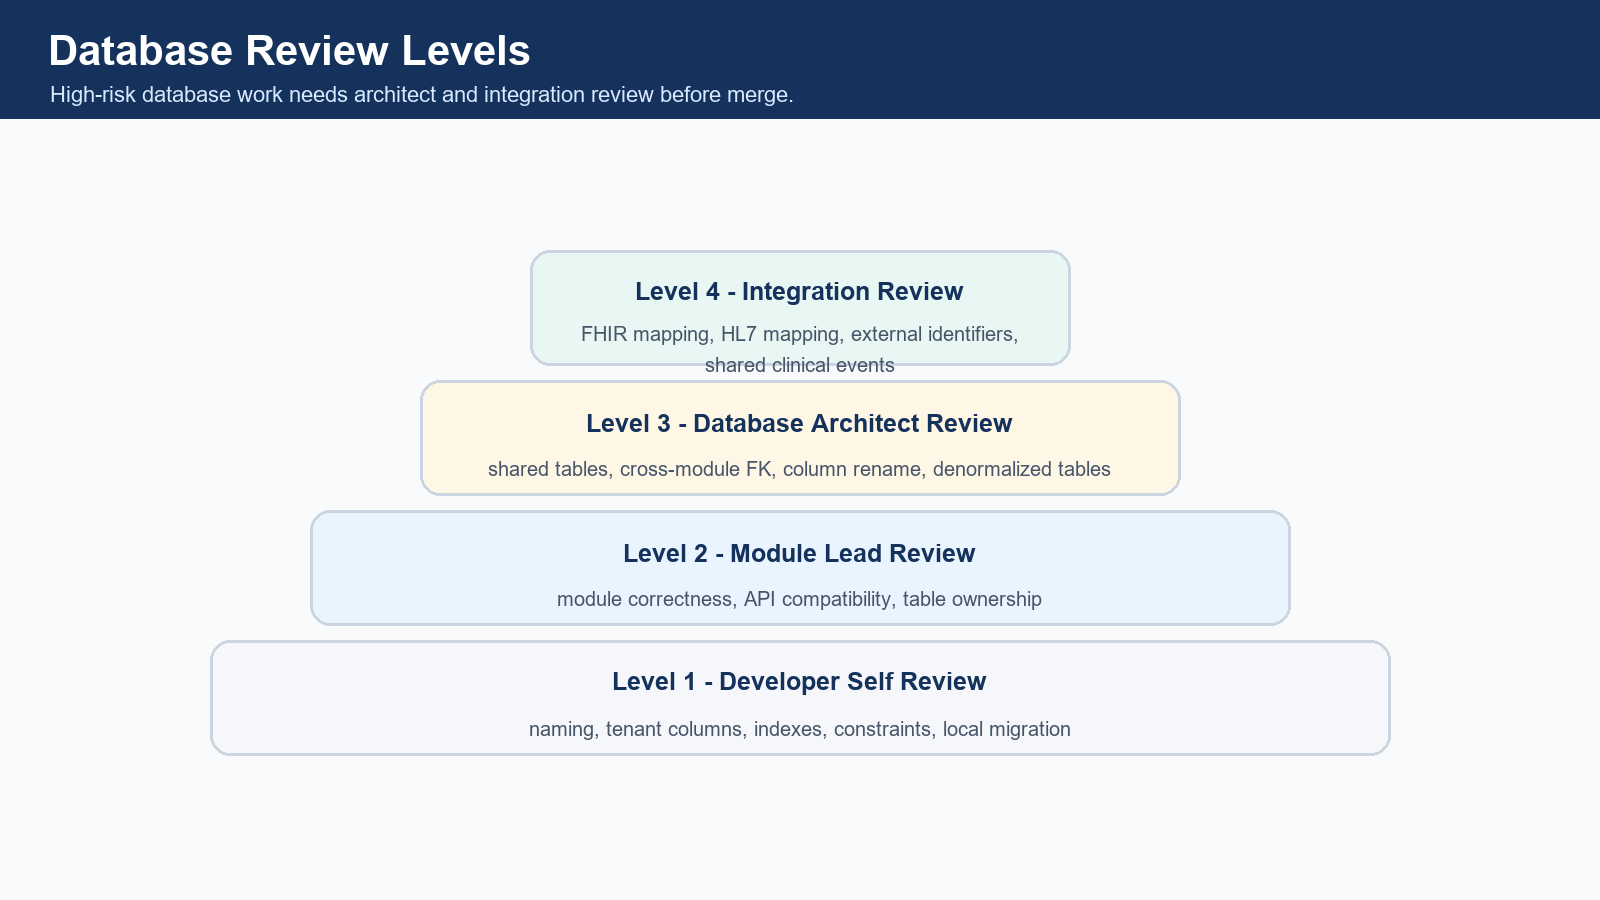 Database Review Levels
High-risk database work needs architect and integration review before merge.
Level 4 - Integration Review
FHIR mapping, HL7 mapping, external identifiers,
shared clinical events
Level 3 - Database Architect Review
shared tables, cross-module FK, column rename, denormalized tables
Level 2 - Module Lead Review
module correctness, API compatibility, table ownership
Level 1 - Developer Self Review
naming, tenant columns, indexes, constraints, local migration